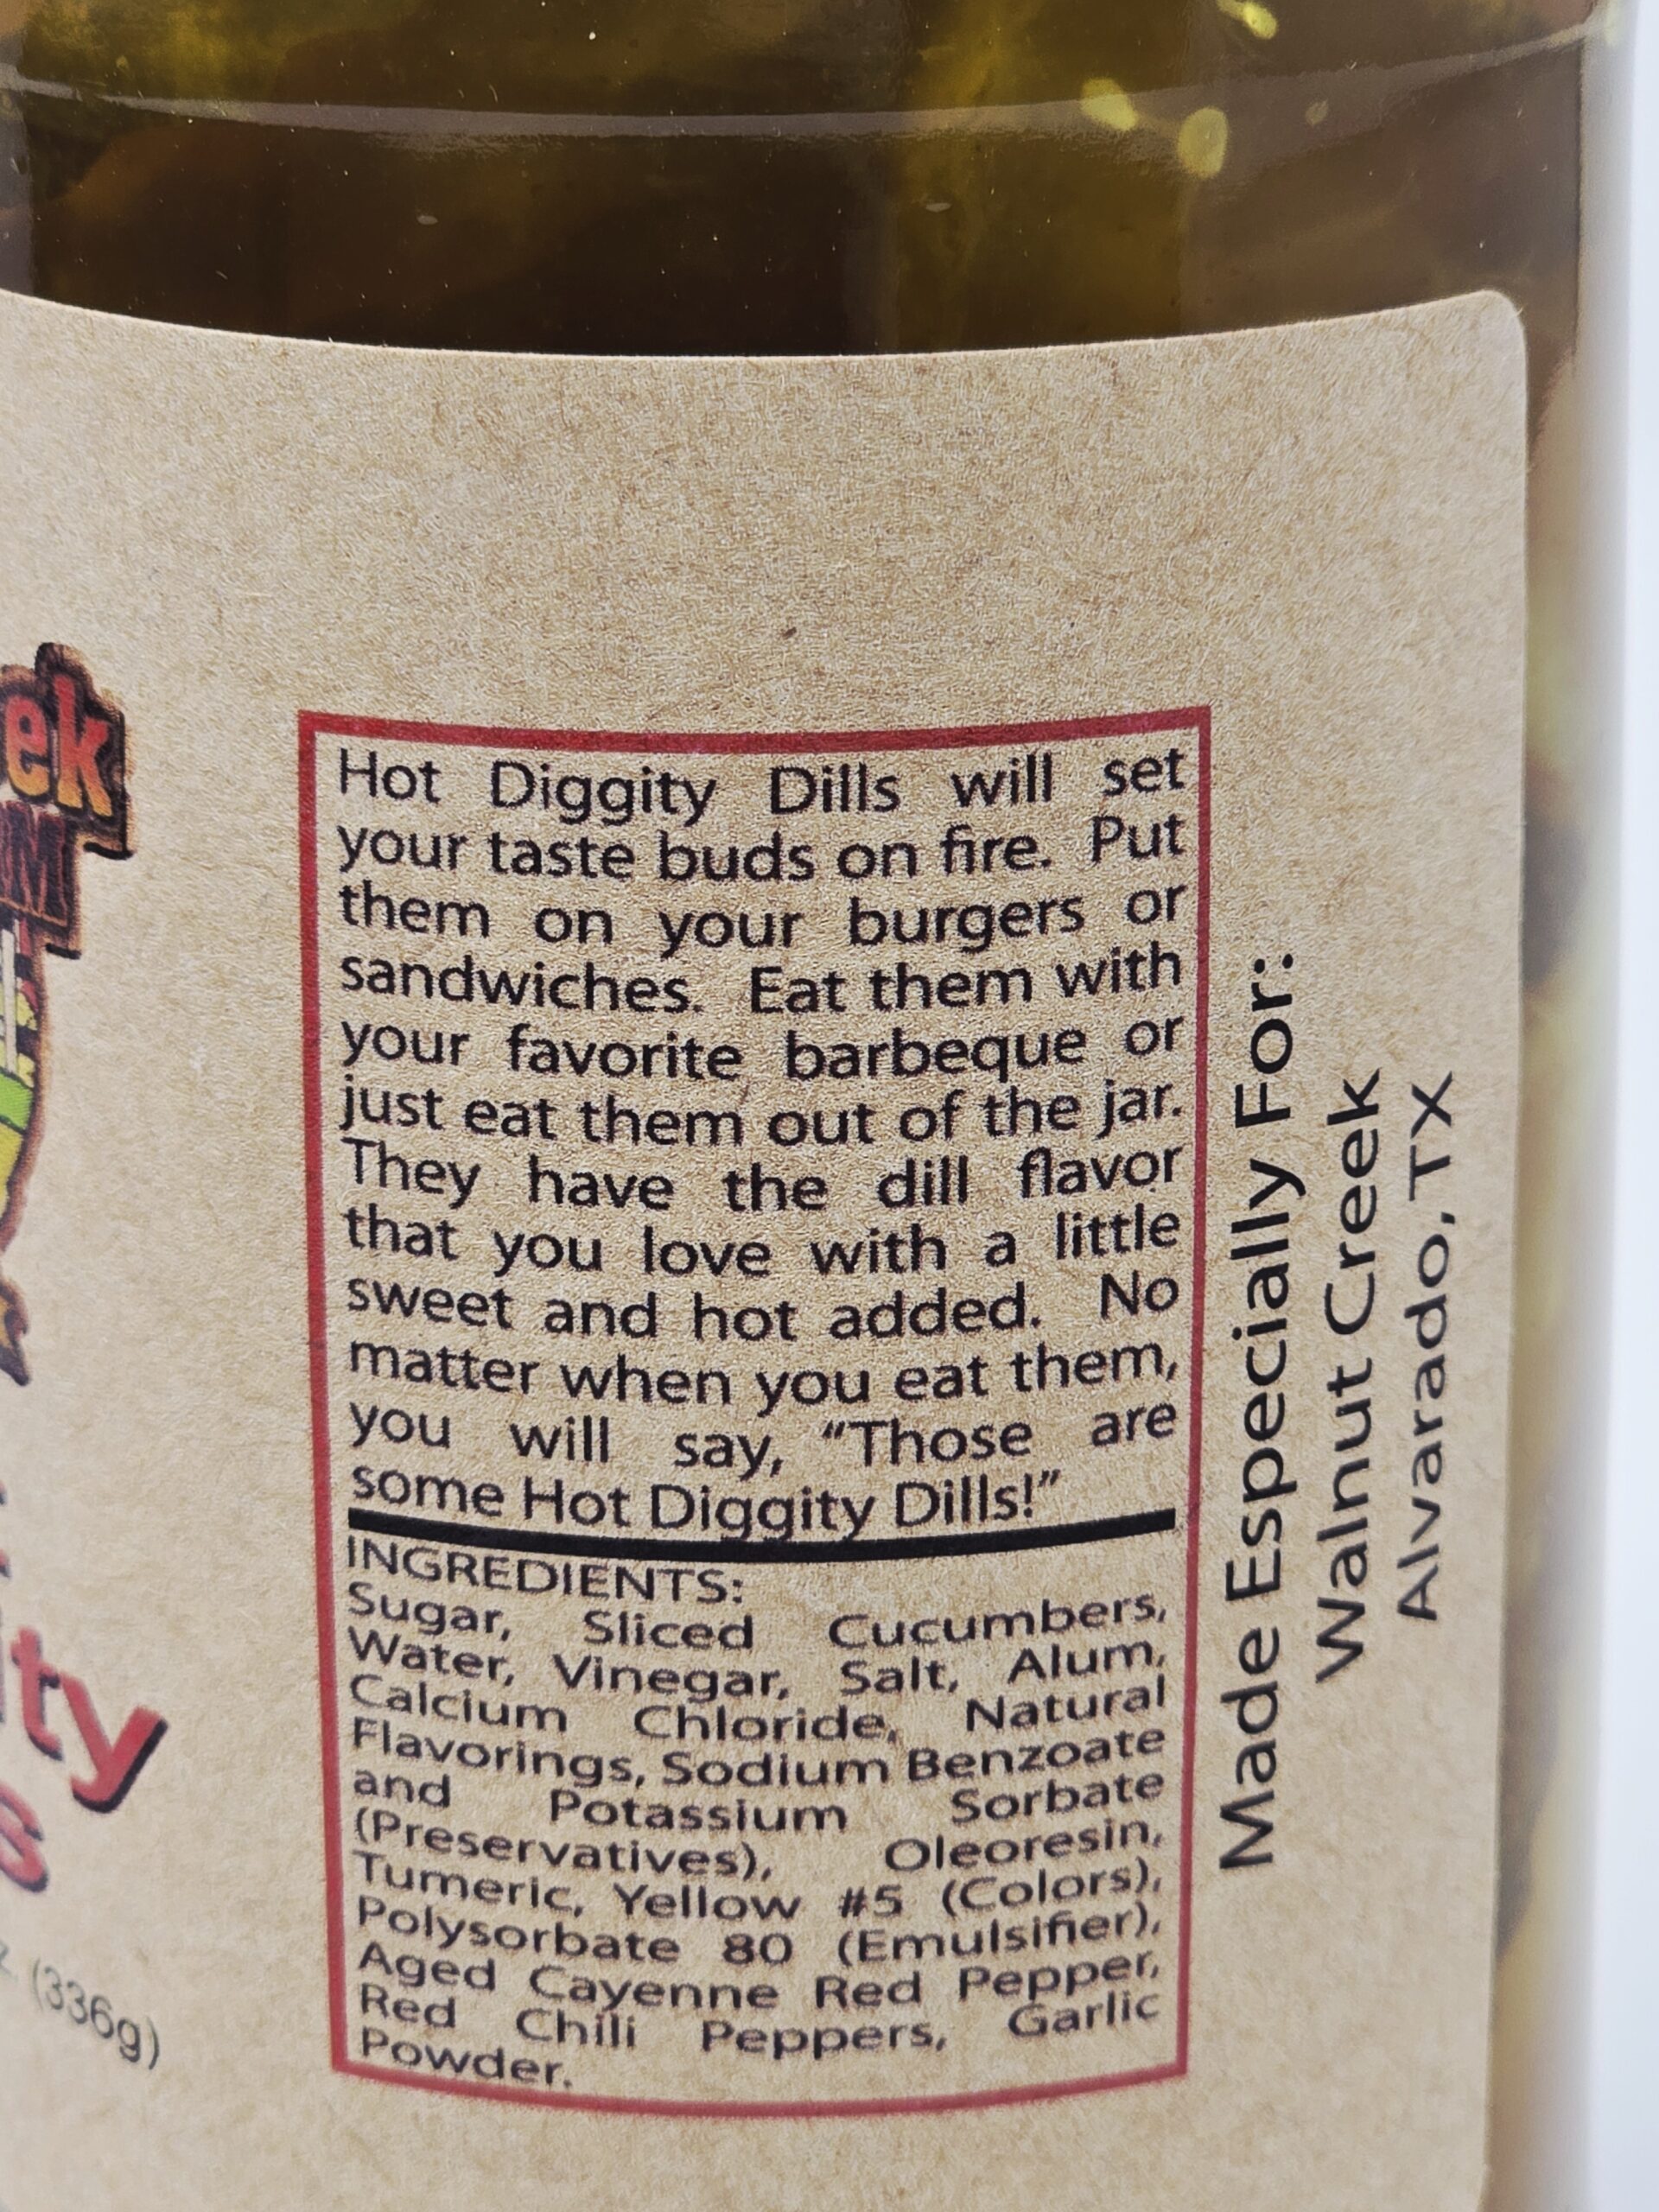 ek
Hot Diggity Dills will set
your taste buds on fire. Put
them on your burgers or
sandwiches. Eat them with
your favorite barbeque or
just eat them out of the jar.
They have the dill flavor
that you love with a little
sweet and hot added. No
matter when you eat them,
you will say, “Those are
some Hot Diggity Dills!”
INGREDIENTS:
Sugar, Sliced Cucumbers,
Water, Vinegar, Salt, Alum,
Calcium Chloride, Natural
Flavorings, Sodium Benzoate
and Potassium Sorbate
(Preservatives), Oleoresin,
Tumeric, Yellow #5 (Colors),
Polysorbate 80 (Emulsifier),
Aged Cayenne Red Pepper,
Red Chili Peppers, Garlic
Powder.
Made Especially For:
Walnut Creek
Alvarado, TX
ity
s
z. (336g)